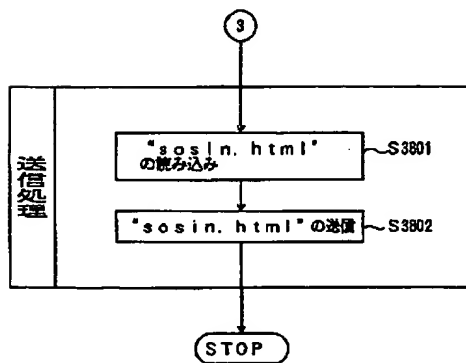 3
送信処理
"sosin. html"
の読み込み
S3801
"sosin. html"の送信
S3802
STOP